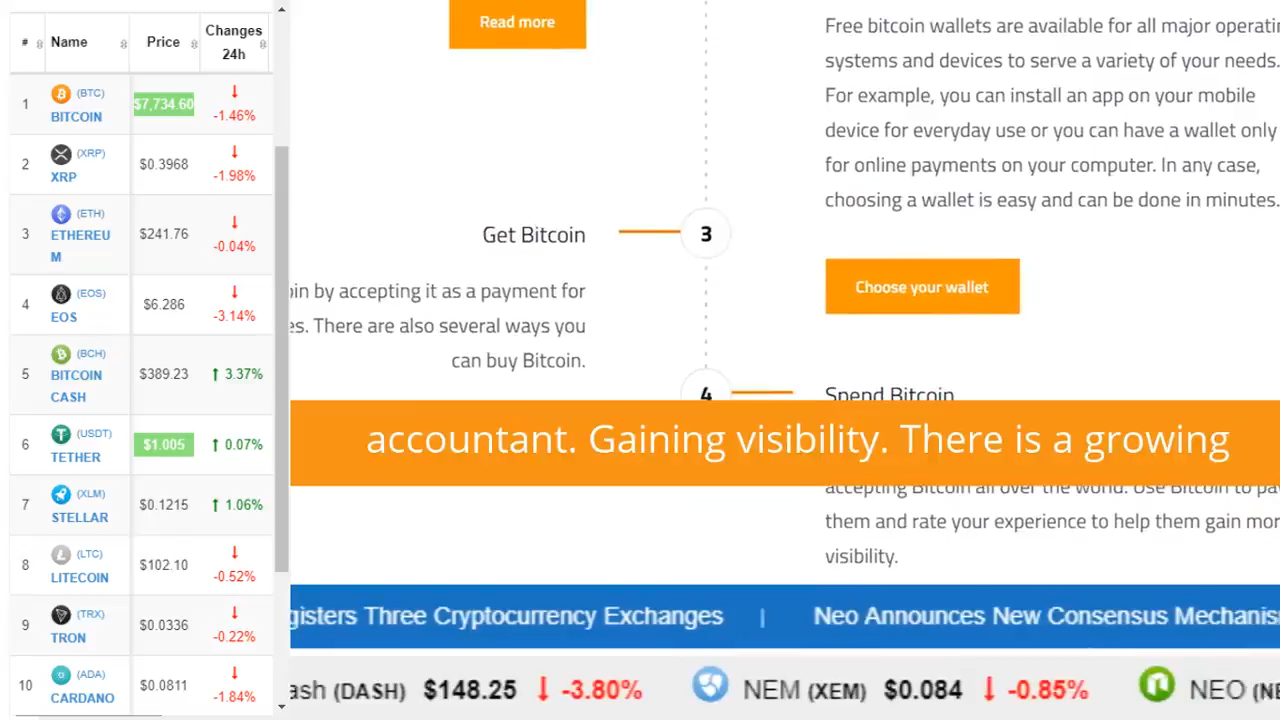 # Name Price Changes 24h
1 (BTC) BITCOIN $7,734.60 ↓ -1.46%
2 (XRP) XRP $0.3968 ↓ -1.98%
3 (ETH) ETHEREU M $241.76 ↓ -0.04%
4 (EOS) EOS $6.286 ↓ -3.14%
5 (BCH) BITCOIN CASH $389.23 ↑ 3.37%
6 (USDT) TETHER $1.005 ↑ 0.07%
7 (XLM) STELLAR $0.1215 ↑ 1.06%
8 (LTC) LITECOIN $102.10 ↓ -0.52%
9 (TRX) TRON $0.0336 ↓ -0.22%
10 (ADA) CARDANO $0.0811 ↓ -1.84%
Read more
Free bitcoin wallets are available for all major
systems and devices to serve a variety of your needs.
For example, you can install an app on your mobile
device for everyday use or you can have a wallet only
for online payments on your computer. In any case,
choosing a wallet is easy and can be done in minutes.
Choose your wallet
3
Get Bitcoin
by accepting it as a payment for
There are also several ways you
can buy Bitcoin.
4
Spend Bitcoin
accountant. Gaining visibility. There is a growing
accepting Bitcoin all over the world. Use Bitcoin to
them and rate your experience to help them gain
visibility.
Three Cryptocurrency Exchanges | Neo Announces New Consensus
(DASH) $148.25 ↓ -3.80% NEM (XEM) $0.084 ↓ -0.85% NEO